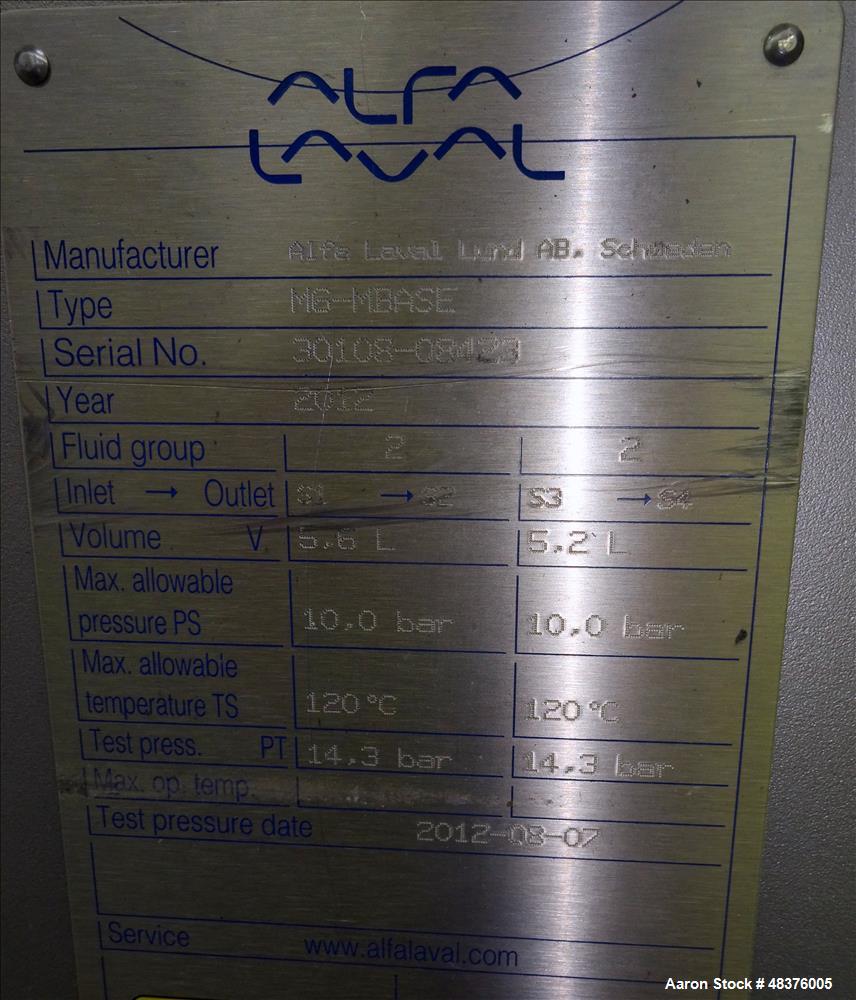 ALFA
LAVAL
Manufacturer Alfa Laval Lund AB. Schweden
Type M6-MBASE
Serial No. 30108-08423
Year 2012
Fluid group 2 2
Inlet → Outlet S1 → S2 S3 → S4
Volume V 5.6 L 5.2 L
Max. allowable
pressure PS 10,0 bar 10,0 bar
Max. allowable
temperature TS 120°C 120°C
Test press. PT 14,3 bar 14,3 bar
Max. op. temp.
Test pressure date 2012-08-07
Service www.alfalaval.com
Aaron Stock # 48376005